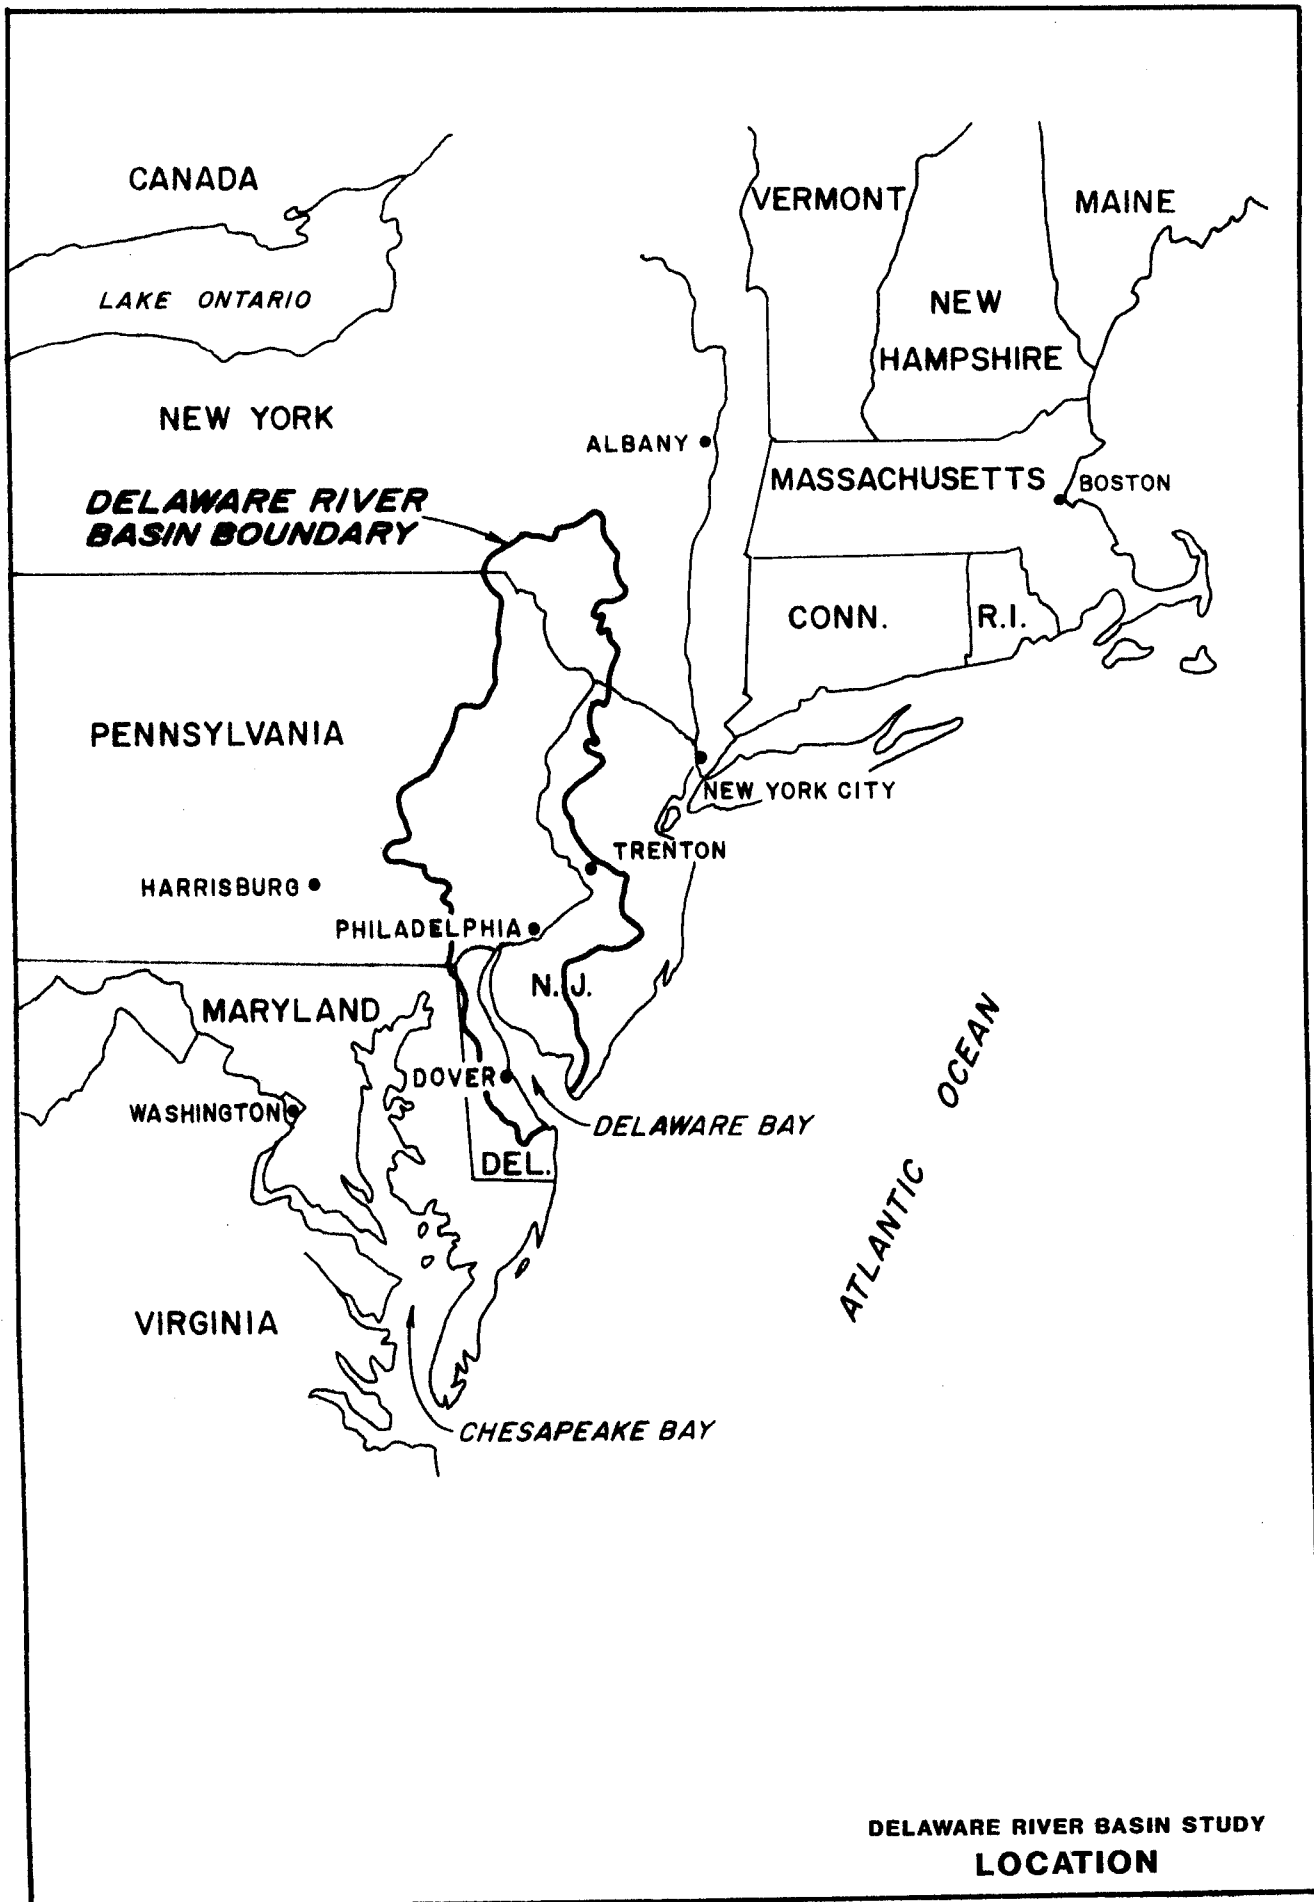 CANADA
VERMONT
MAINE
LAKE ONTARIO
NEW
HAMPSHIRE
NEW YORK
ALBANY
MASSACHUSETTS
BOSTON
DELAWARE RIVER
BASIN BOUNDARY
CONN.
R.I.
PENNSYLVANIA
NEW YORK CITY
TRENTON
HARRISBURG
PHILADELPHIA
N.J.
MARYLAND
DOVER
WASHINGTON
DELAWARE BAY
DEL.
ATLANTIC OCEAN
VIRGINIA
CHESAPEAKE BAY
DELAWARE RIVER BASIN STUDY
LOCATION